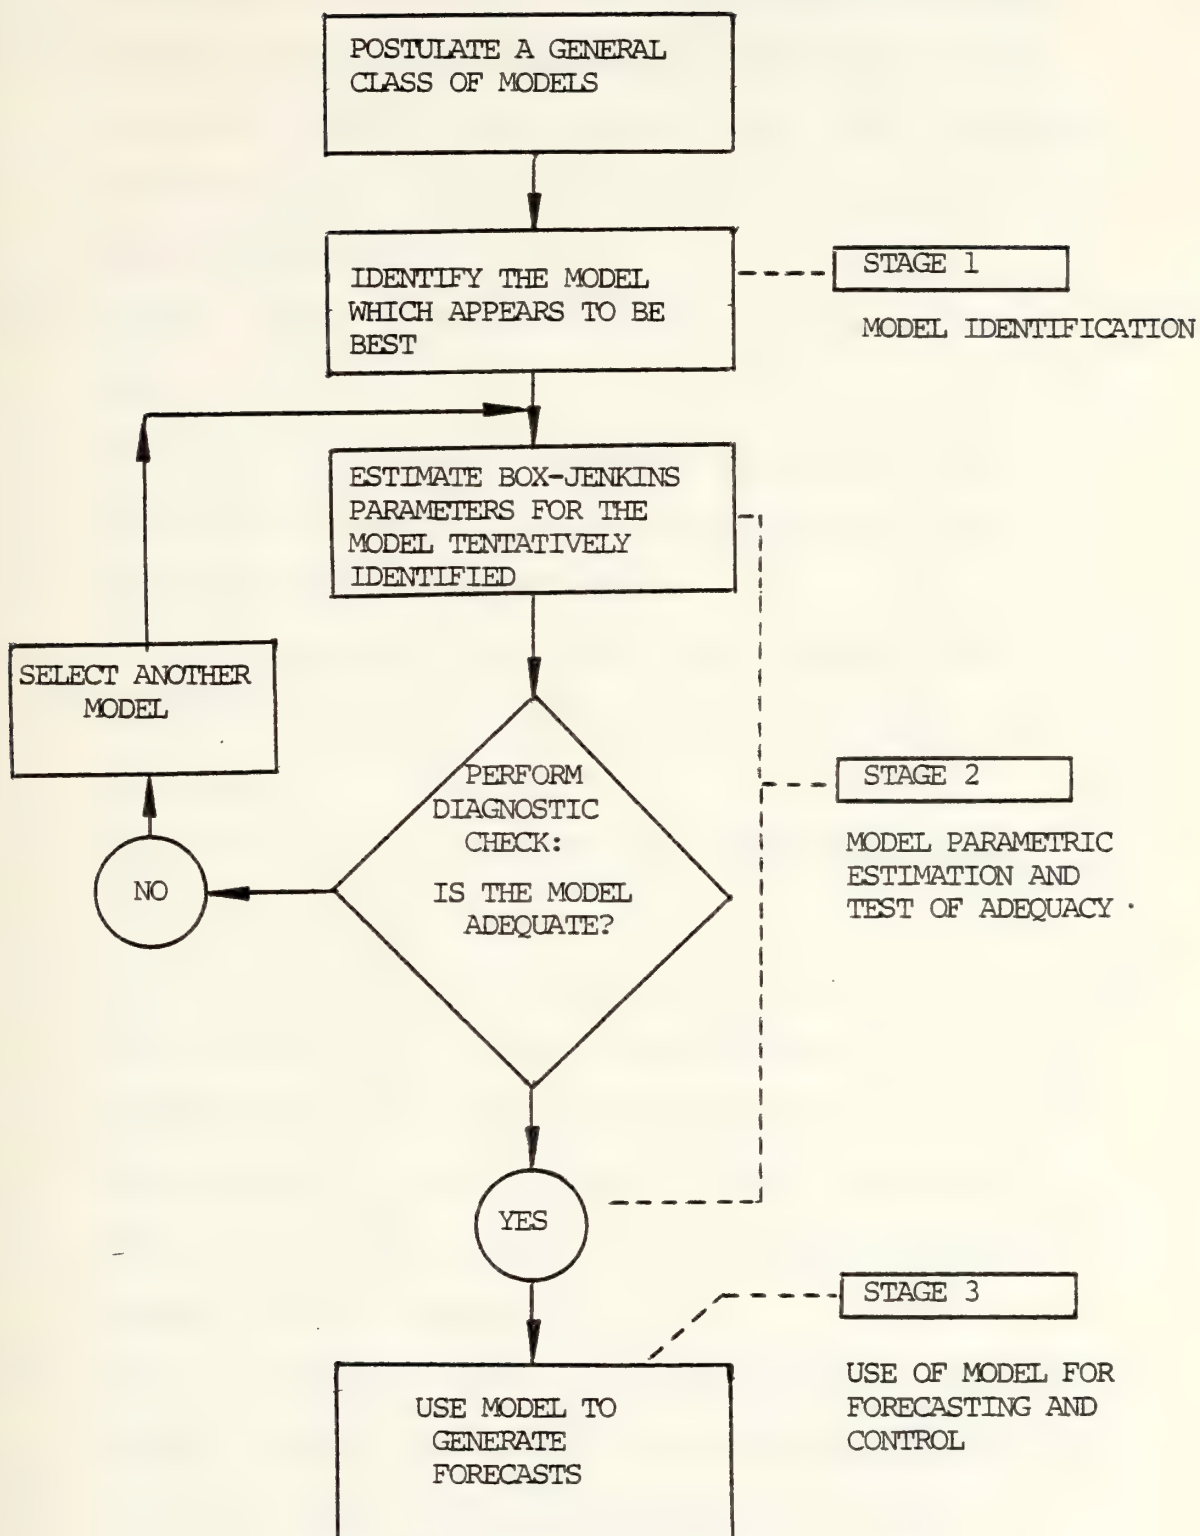 POSTULATE A GENERAL
CLASS OF MODELS
IDENTIFY THE MODEL
WHICH APPEARS TO BE
BEST
STAGE 1
MODEL IDENTIFICATION
ESTIMATE BOX-JENKINS
PARAMETERS FOR THE
MODEL TENTATIVELY
IDENTIFIED
SELECT ANOTHER
MODEL
PERFORM
DIAGNOSTIC
CHECK:
IS THE MODEL
ADEQUATE?
NO
STAGE 2
MODEL PARAMETRIC
ESTIMATION AND
TEST OF ADEQUACY
YES
STAGE 3
USE OF MODEL FOR
FORECASTING AND
CONTROL
USE MODEL TO
GENERATE
FORECASTS